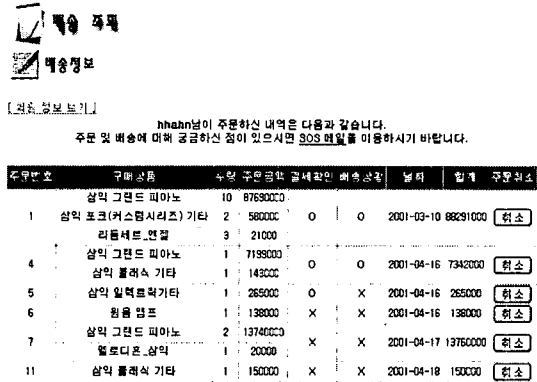 배송 추적
배송정보
[ 회원 정보 보기 ]
hhahn님이 주문하신 내역은 다음과 같습니다.
주문 및 배송에 대해 궁금하신 점이 있으시면 SOS 메일를 이용하시기 바랍니다.
주문번호 구매상품 수량 주문금액 결제확인 배송상황 날짜 합계 주문취소
삼익 그랜드 피아노 10 87690000
1 삼익 포크(커스텀시리즈) 기타 2 580000 O O 2001-03-10 88291000 취소
리듬세트_엔젤 3 21000
삼익 그랜드 피아노 1 7199000
4 O O 2001-04-16 7342000 취소
삼익 클래식 기타 1 143000
5 삼익 일렉트릭기타 1 265000 O X 2001-04-16 265000 취소
6 원음 앰프 1 138000 X X 2001-04-16 138000 취소
삼익 그랜드 피아노 2 13740000
7 X X 2001-04-17 13760000 취소
멜로디혼_삼익 1 20000
11 삼익 클래식 기타 1 150000 X X 2001-04-18 150000 취소